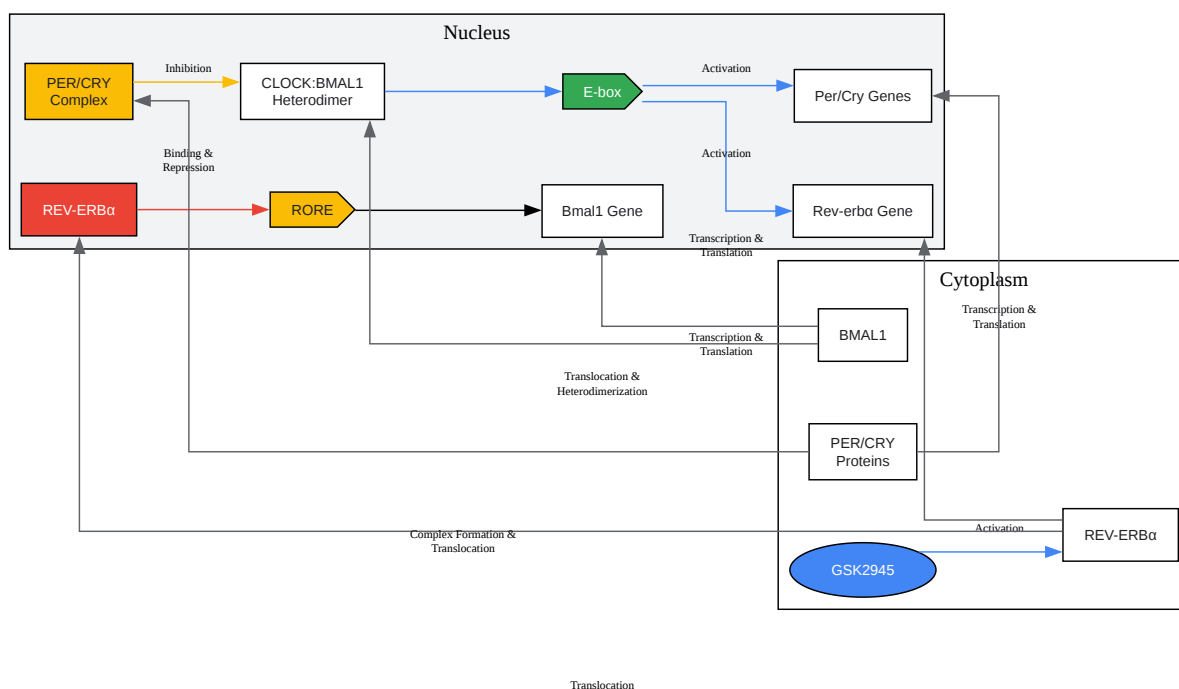 Nucleus
PER/CRY
Complex
Inhibition
CLOCK:BMAL1
Heterodimer
E-box
Activation
Per/Cry Genes
Binding &
Repression
Activation
REV-ERBα
RORE
Bmal1 Gene
Rev-erbα Gene
Transcription &
Translation
Cytoplasm
Transcription &
Translation
BMAL1
Transcription &
Translation
Translocation &
Heterodimerization
PER/CRY
Proteins
Complex Formation &
Translocation
Activation
REV-ERBα
GSK2945
Translocation